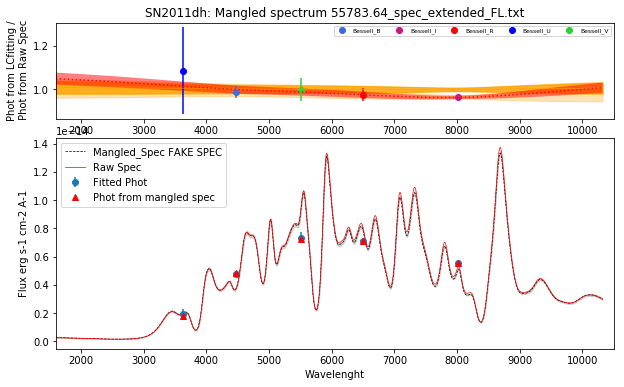 SN2011dh: Mangled spectrum 55783.64_spec_extended_FL.txt
Phot from LCfitting /
Phot from Raw Spec
1.2
1.0
Bessell_B
Bessell_I
Bessell_R
Bessell_U
Bessell_V
2000 3000 4000 5000 6000 7000 8000 9000 10000
1e−14
Flux erg s-1 cm-2 A-1
1.4
1.2
1.0
0.8
0.6
0.4
0.2
0.0
Mangled_Spec FAKE SPEC
Raw Spec
Fitted Phot
Phot from mangled spec
2000 3000 4000 5000 6000 7000 8000 9000 10000
Wavelenght